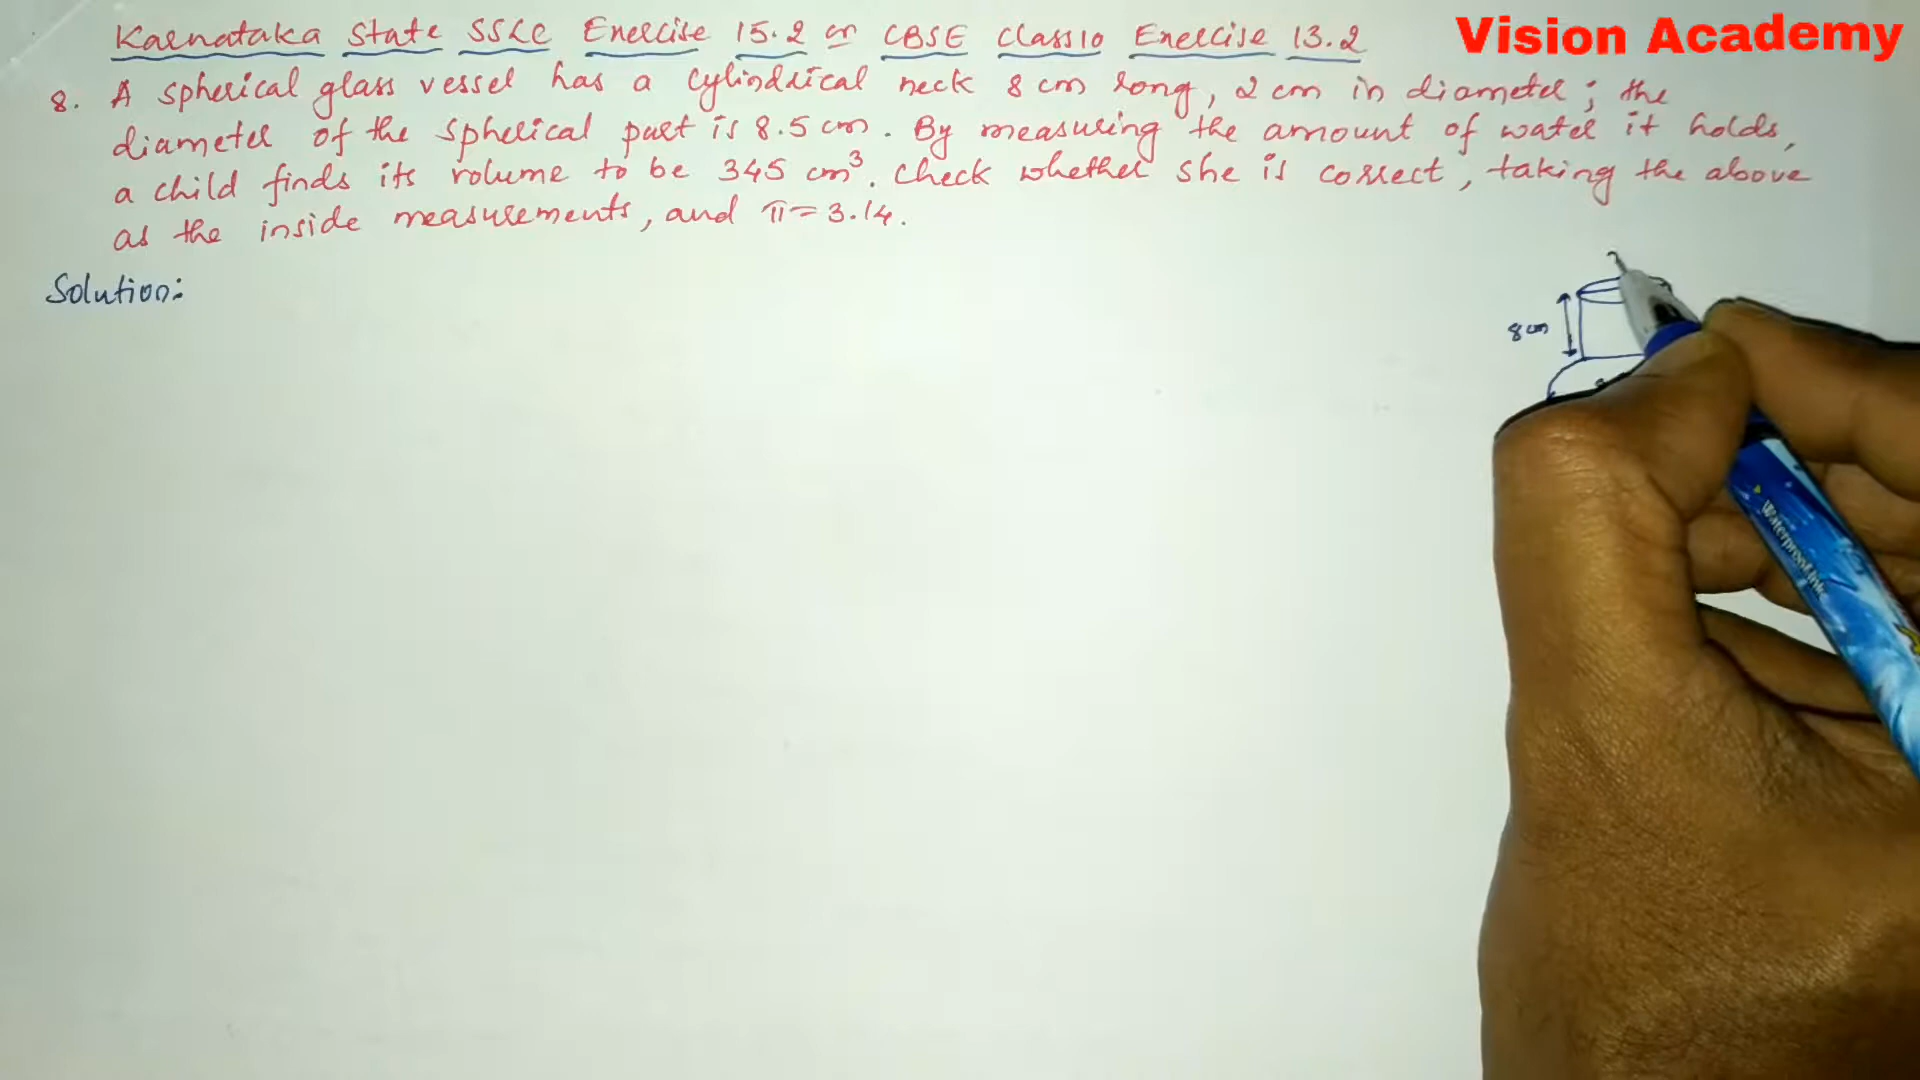 Karnataka State SSLC Exercise 15.2 or CBSE Class10 Exercise 13.2
Vision Academy
8. A spherical glass vessel has a cylindrical neck 8 cm long, 2 cm in diameter; the
diameter of the spherical part is 8.5 cm. By measuring the amount of water it holds,
a child finds its volume to be 345 cm³. Check whether she is correct, taking the above
as the inside measurements, and π = 3.14.
Solution:
8 cm